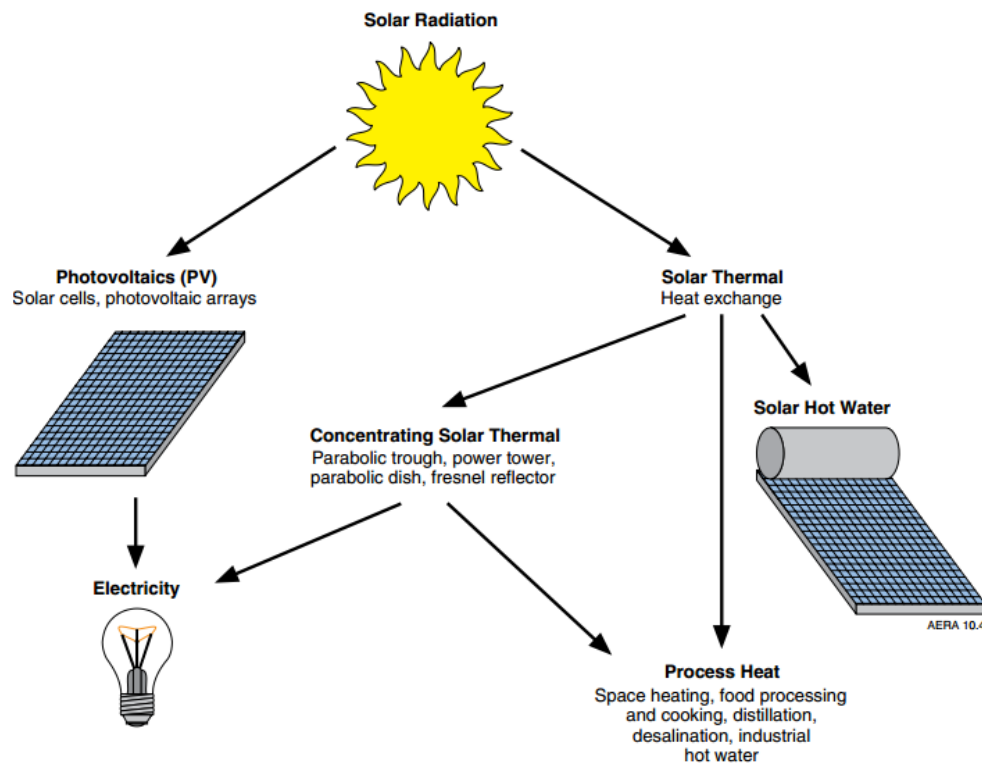 Solar Radiation
Photovoltaics (PV)
Solar cells, photovoltaic arrays
Solar Thermal
Heat exchange
Concentrating Solar Thermal
Parabolic trough, power tower,
parabolic dish, fresnel reflector
Solar Hot Water
Electricity
AERA 10.4
Process Heat
Space heating, food processing
and cooking, distillation,
desalination, industrial
hot water